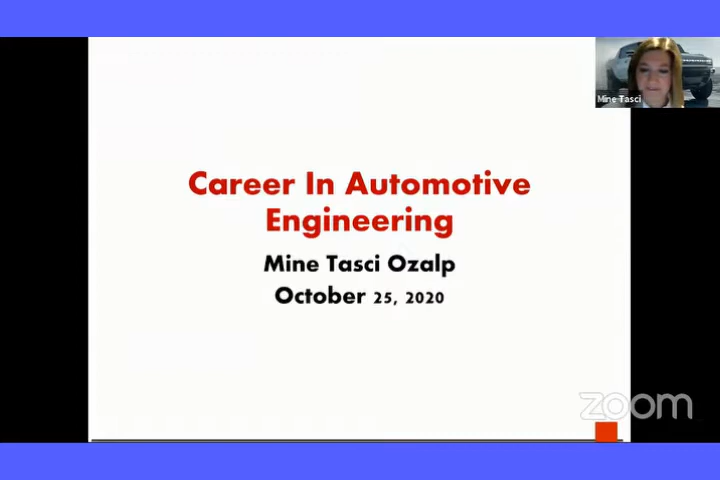 Mine Tasci
Career In Automotive
Engineering
Mine Tasci Ozalp
October 25, 2020
zoom